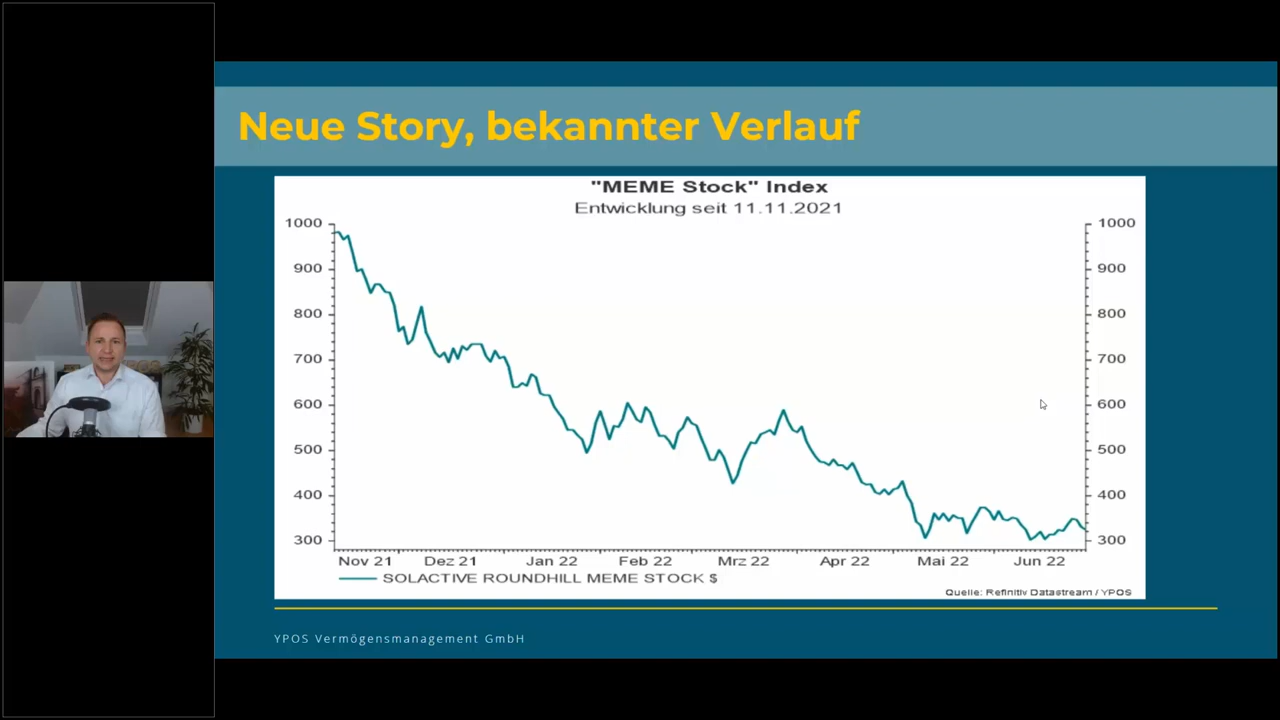 Neue Story, bekannter Verlauf
"MEME Stock" Index
Entwicklung seit 11.11.2021
1000 1000
900 900
800 800
700 700
600 600
500 500
400 400
300 300
Nov 21 Dez 21 Jan 22 Feb 22 Mrz 22 Apr 22 Mai 22 Jun 22
SOLACTIVE ROUNDHILL MEME STOCK $
Quelle: Refinitiv Datastream / YPOS
YPOS Vermögensmanagement GmbH